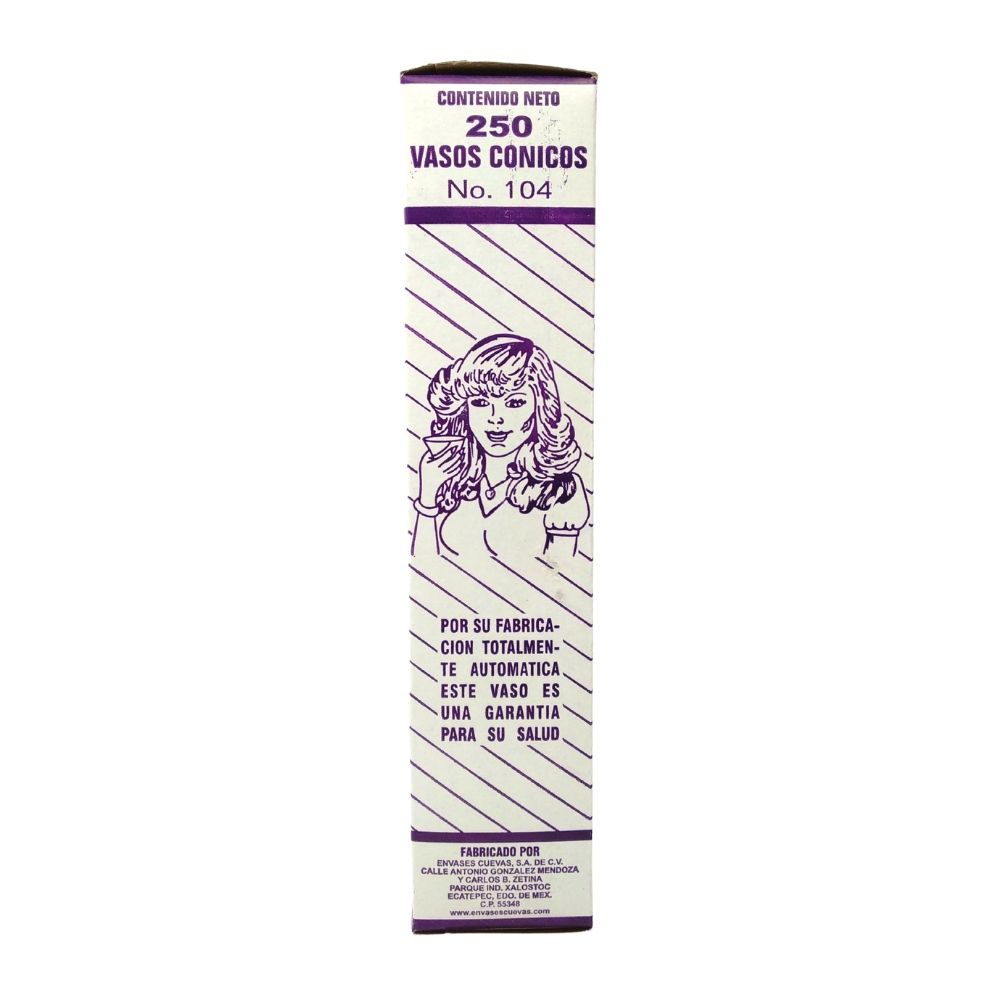 CONTENIDO NETO
250
VASOS CONICOS
No. 104
POR SU FABRICA-
CION TOTALMEN-
TE AUTOMATICA
ESTE VASO ES
UNA GARANTIA
PARA SU SALUD
FABRICADO POR
ENVASES CUEVAS, S.A. DE C.V.
CALLE ANTONIO GONZALEZ MENDOZA
Y CARLOS B. ZETINA
PARQUE IND. XALOSTOC
ECATEPEC, EDO. DE MEX.
C.P. 55348
www.envasescuevas.com